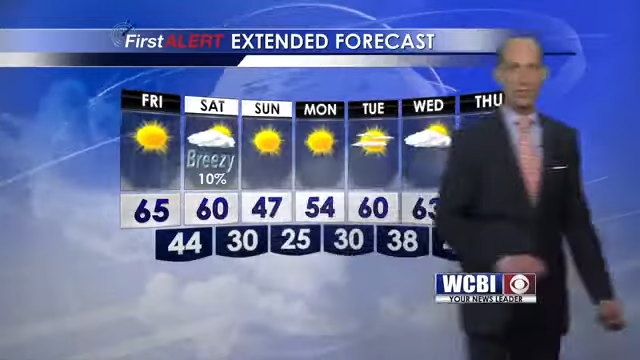 FirstALERT EXTENDED FORECAST
FRI SAT SUN MON TUE WED THU
Breezy
10%
65 60 47 54 60 63
44 30 25 30 38
WCBI
YOUR NEWS LEADER